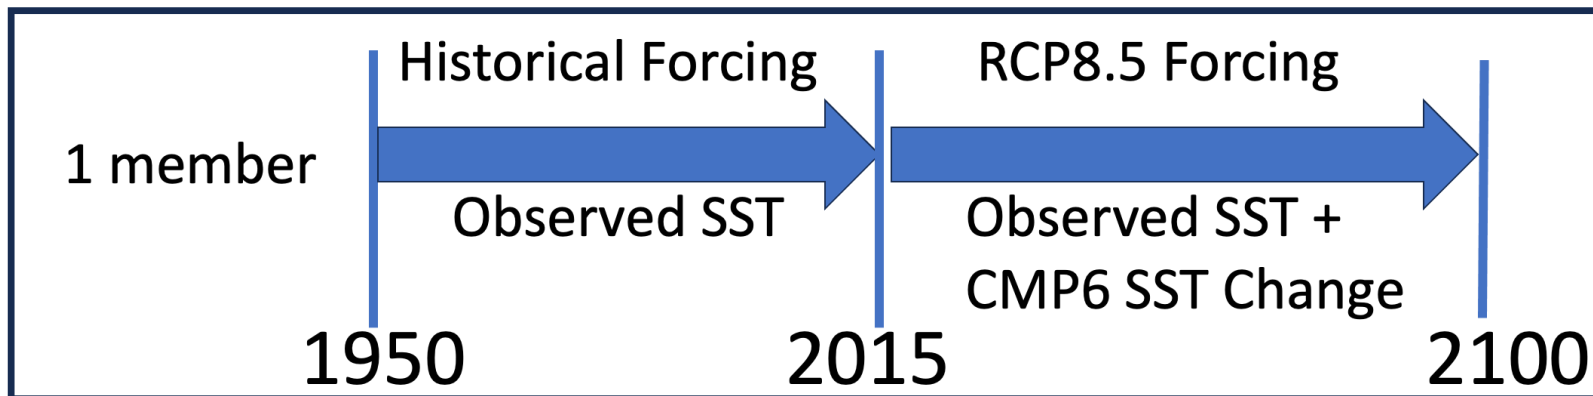 Historical Forcing
RCP8.5 Forcing
1 member
Observed SST
Observed SST +
CMP6 SST Change
1950
2015
2100